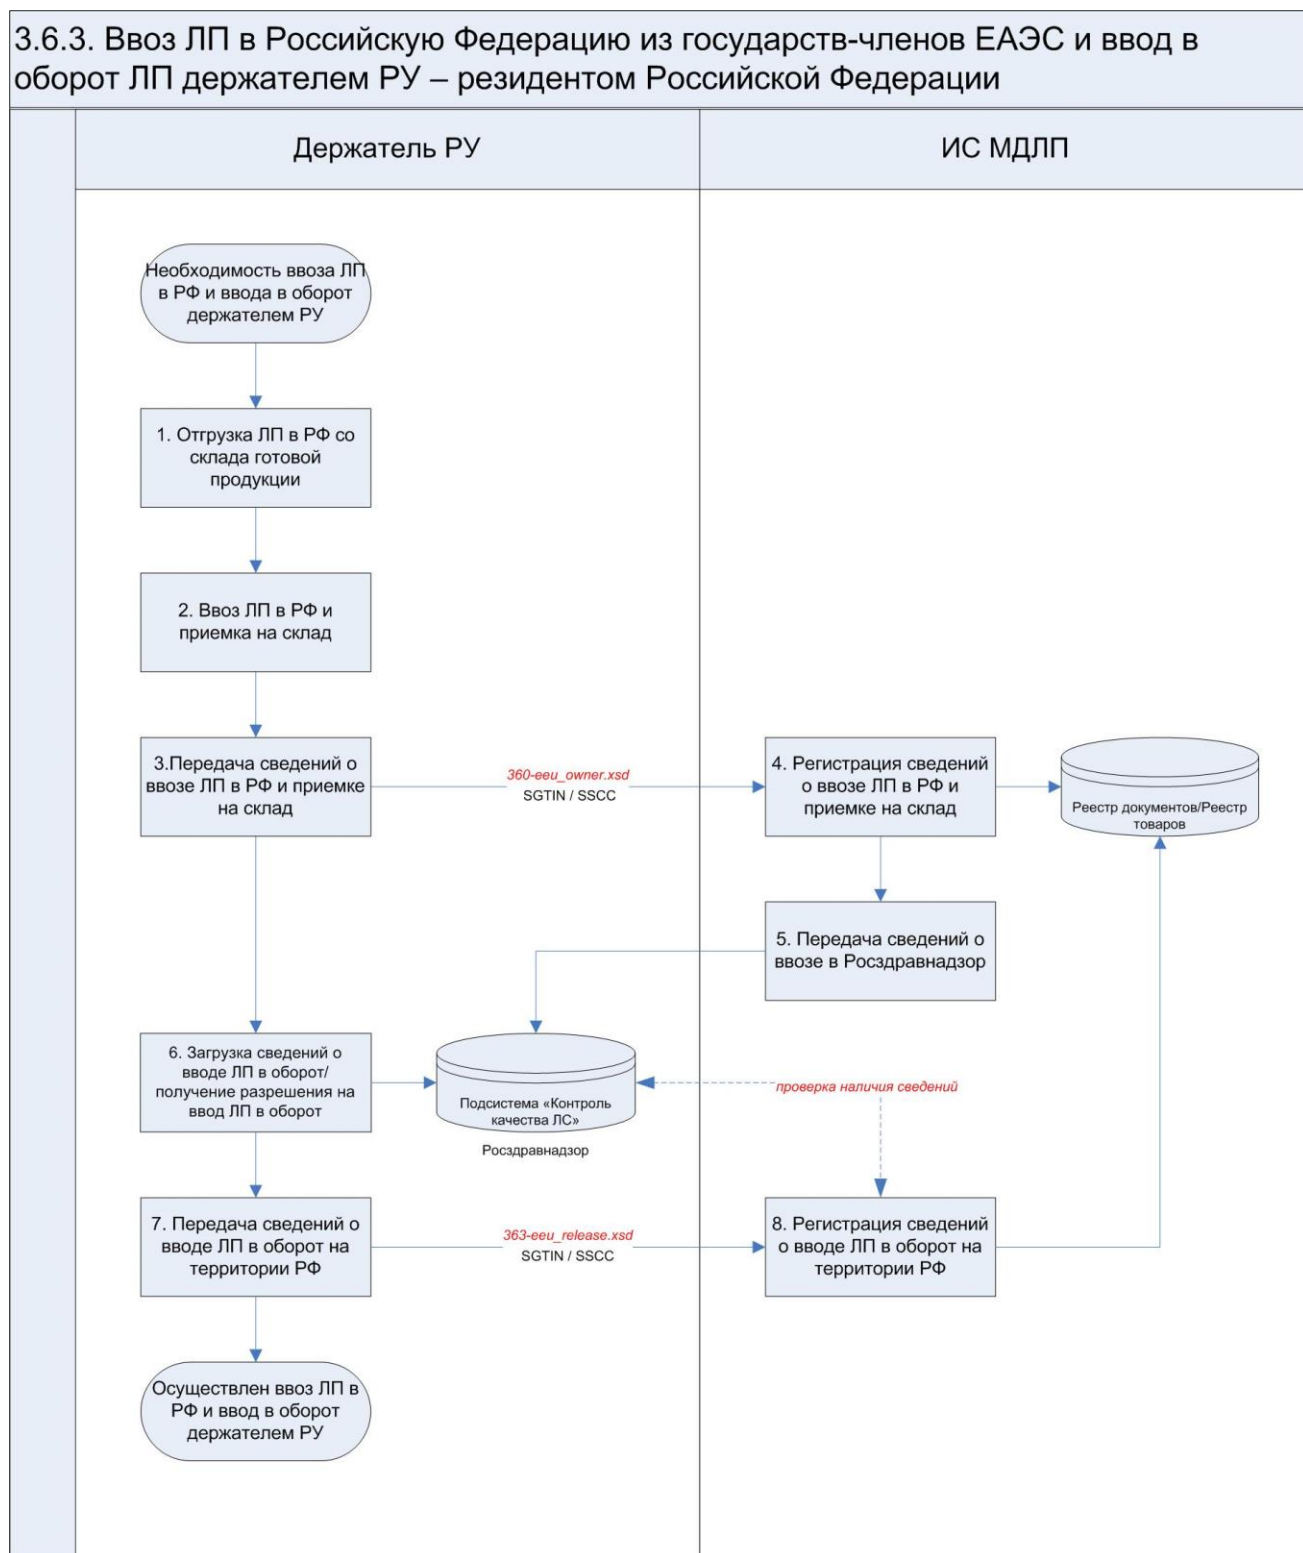 3.6.3. Ввоз ЛП в Российскую Федерацию из государств-членов ЕАЭС и ввод в
оборот ЛП держателем РУ – резидентом Российской Федерации
Держатель РУ
ИС МДЛП
Необходимость ввоза ЛП
в РФ и ввода в оборот
держателем РУ
1. Отгрузка ЛП в РФ со
склада готовой
продукции
2. Ввоз ЛП в РФ и
приемка на склад
3.Передача сведений о
ввозе ЛП в РФ и приемке
на склад
360-eeu_owner.xsd
SGTIN / SSCC
4. Регистрация сведений
о ввозе ЛП в РФ и
приемке на склад
Реестр документов/Реестр
товаров
5. Передача сведений о
ввозе в Росздравнадзор
6. Загрузка сведений о
вводе ЛП в оборот/
получение разрешения на
ввод ЛП в оборот
Подсистема «Контроль
качества ЛС»
Росздравнадзор
проверка наличия сведений
7. Передача сведений о
вводе ЛП в оборот на
территории РФ
363-eeu_release.xsd
SGTIN / SSCC
8. Регистрация сведений
о вводе ЛП в оборот на
территории РФ
Осуществлен ввоз ЛП в
РФ и ввод в оборот
держателем РУ